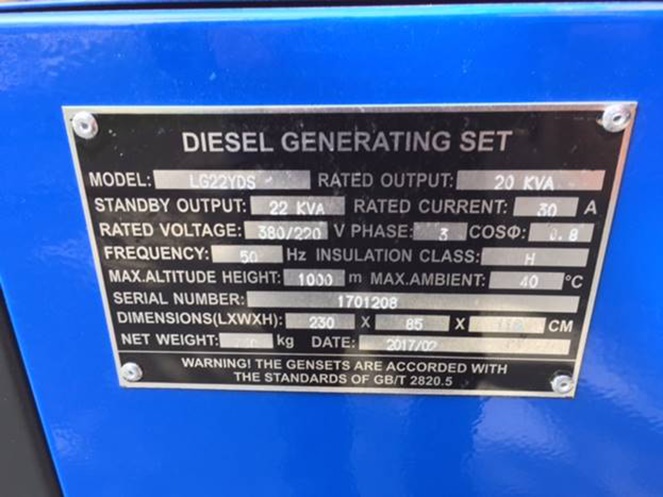 DIESEL GENERATING SET
MODEL: LG22YDS RATED OUTPUT: 20 KVA
STANDBY OUTPUT: 22 KVA RATED CURRENT: 30 A
RATED VOLTAGE: 380/220 V PHASE: 3 COSΦ: 0.8
FREQUENCY: 50 Hz INSULATION CLASS: H
MAX.ALTITUDE HEIGHT: 1000 m MAX.AMBIENT: 40 °C
SERIAL NUMBER: 1701208
DIMENSIONS(LXWXH): 230 X 85 X CM
NET WEIGHT: kg DATE: 2017/02
WARNING! THE GENSETS ARE ACCORDED WITH
THE STANDARDS OF GB/T 2820.5